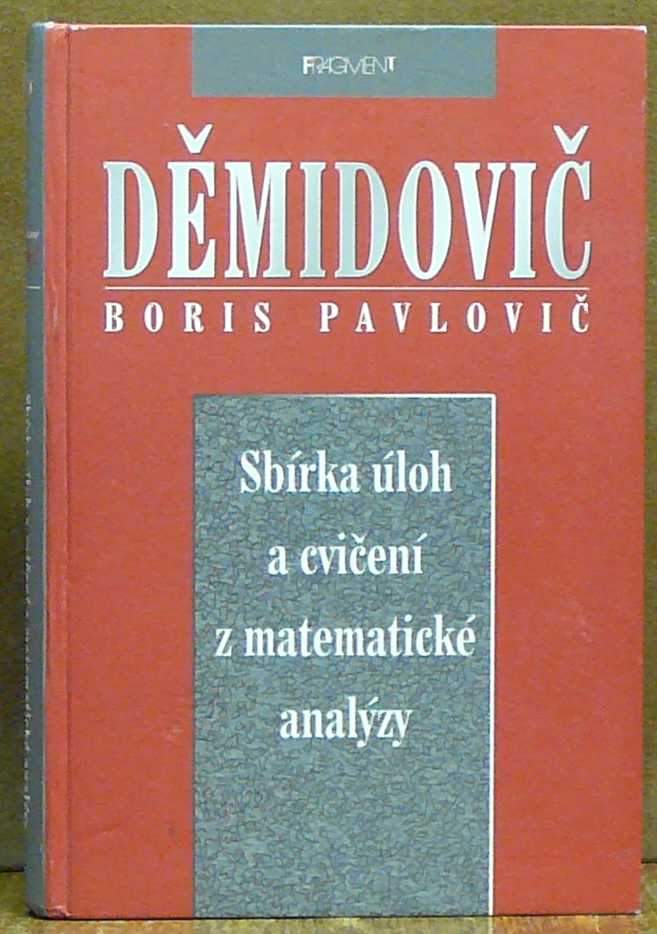 FRAGMENT
DĚMIDOVIČ
BORIS PAVLOVIČ
Sbírka úloh
a cvičení
z matematické
analýzy